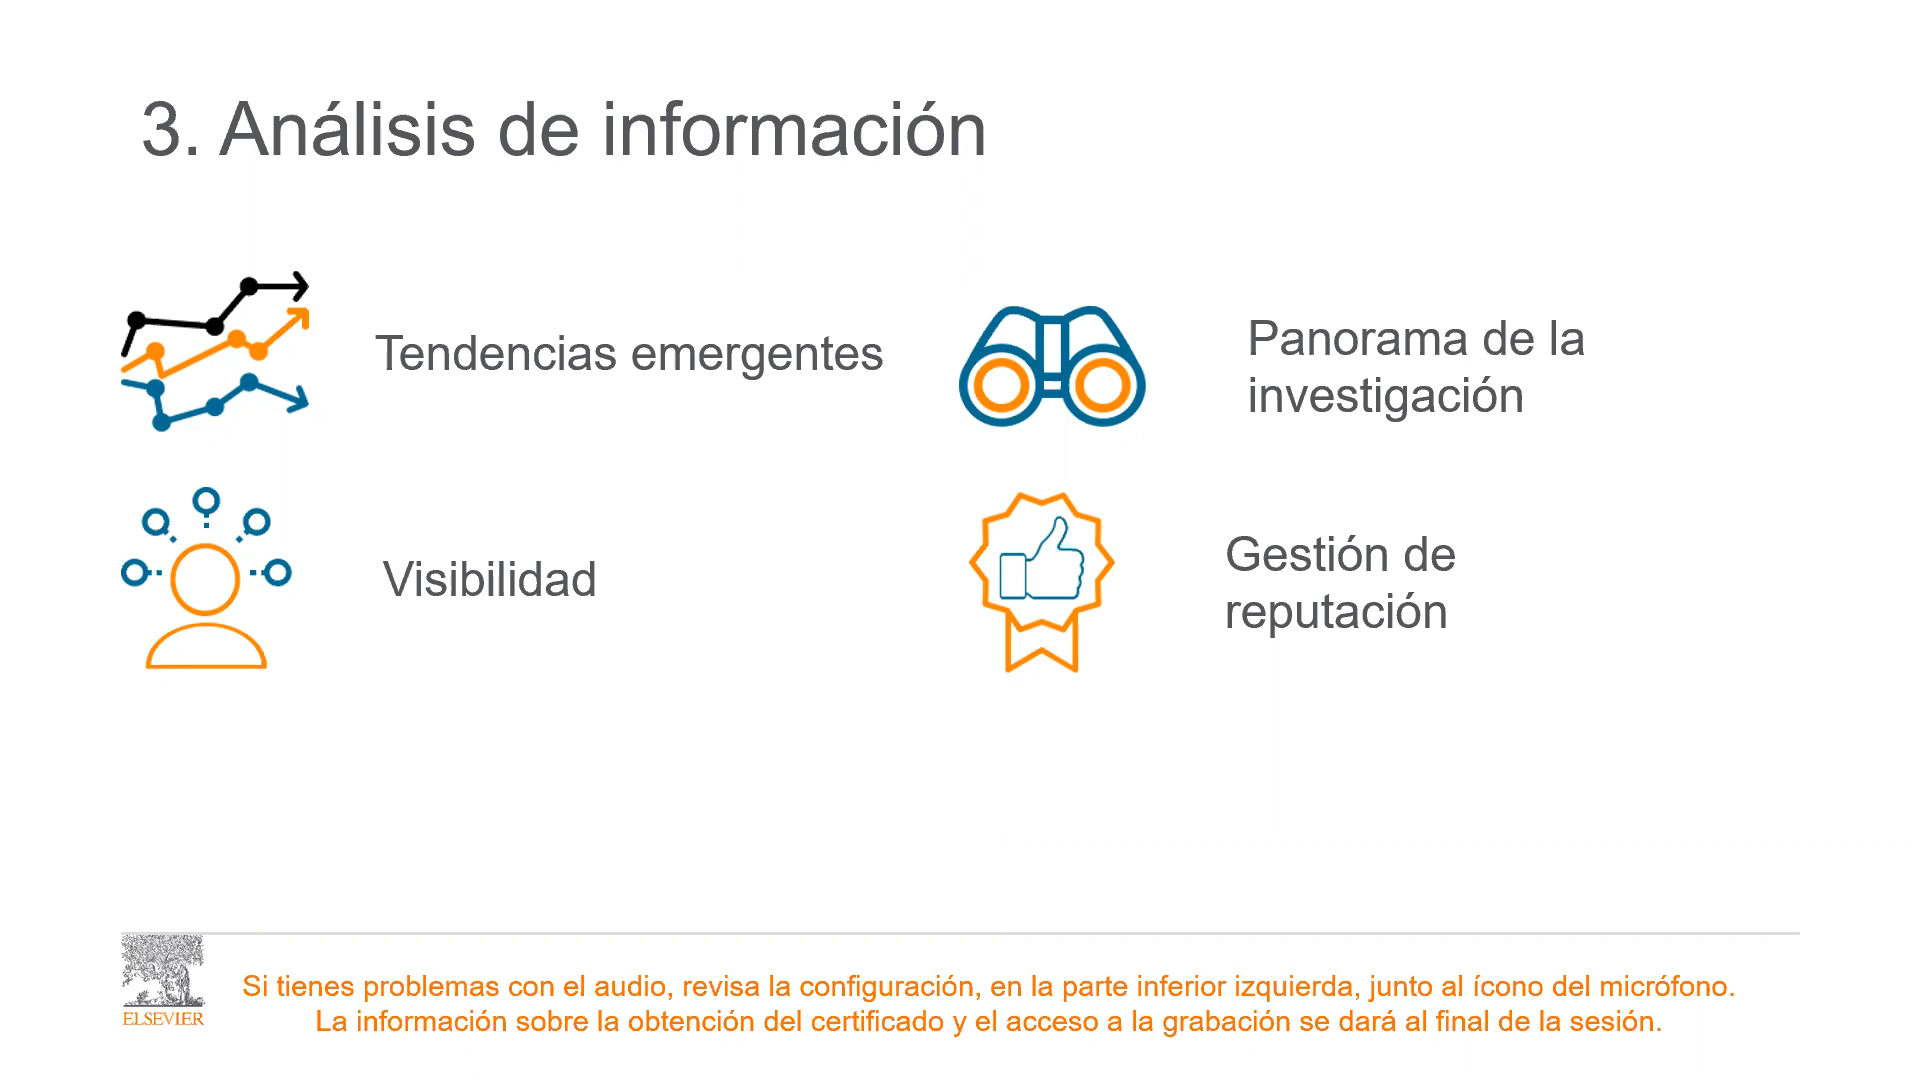 3. Análisis de información
Tendencias emergentes
Panorama de la
investigación
Visibilidad
Gestión de
reputación
ELSEVIER
Si tienes problemas con el audio, revisa la configuración, en la parte inferior izquierda, junto al ícono del micrófono.
La información sobre la obtención del certificado y el acceso a la grabación se dará al final de la sesión.